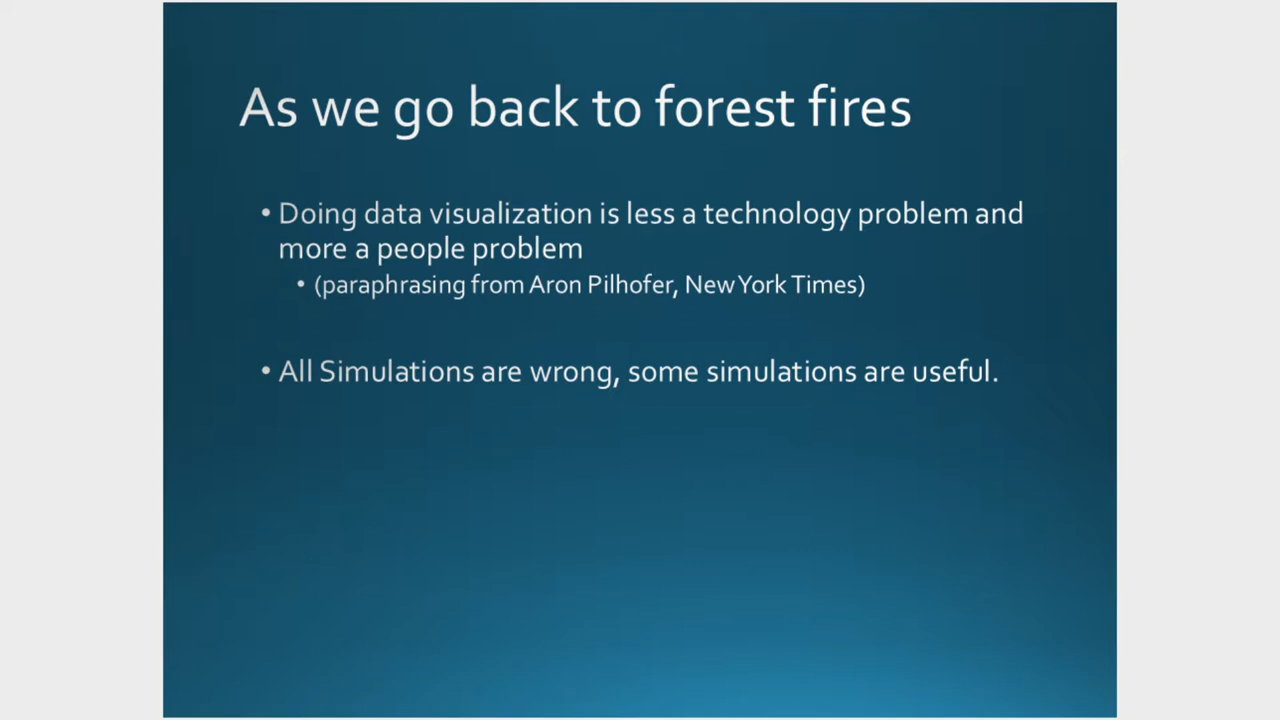 As we go back to forest fires
• Doing data visualization is less a technology problem and
more a people problem
• (paraphrasing from Aron Pilhofer, New York Times)
• All Simulations are wrong, some simulations are useful.